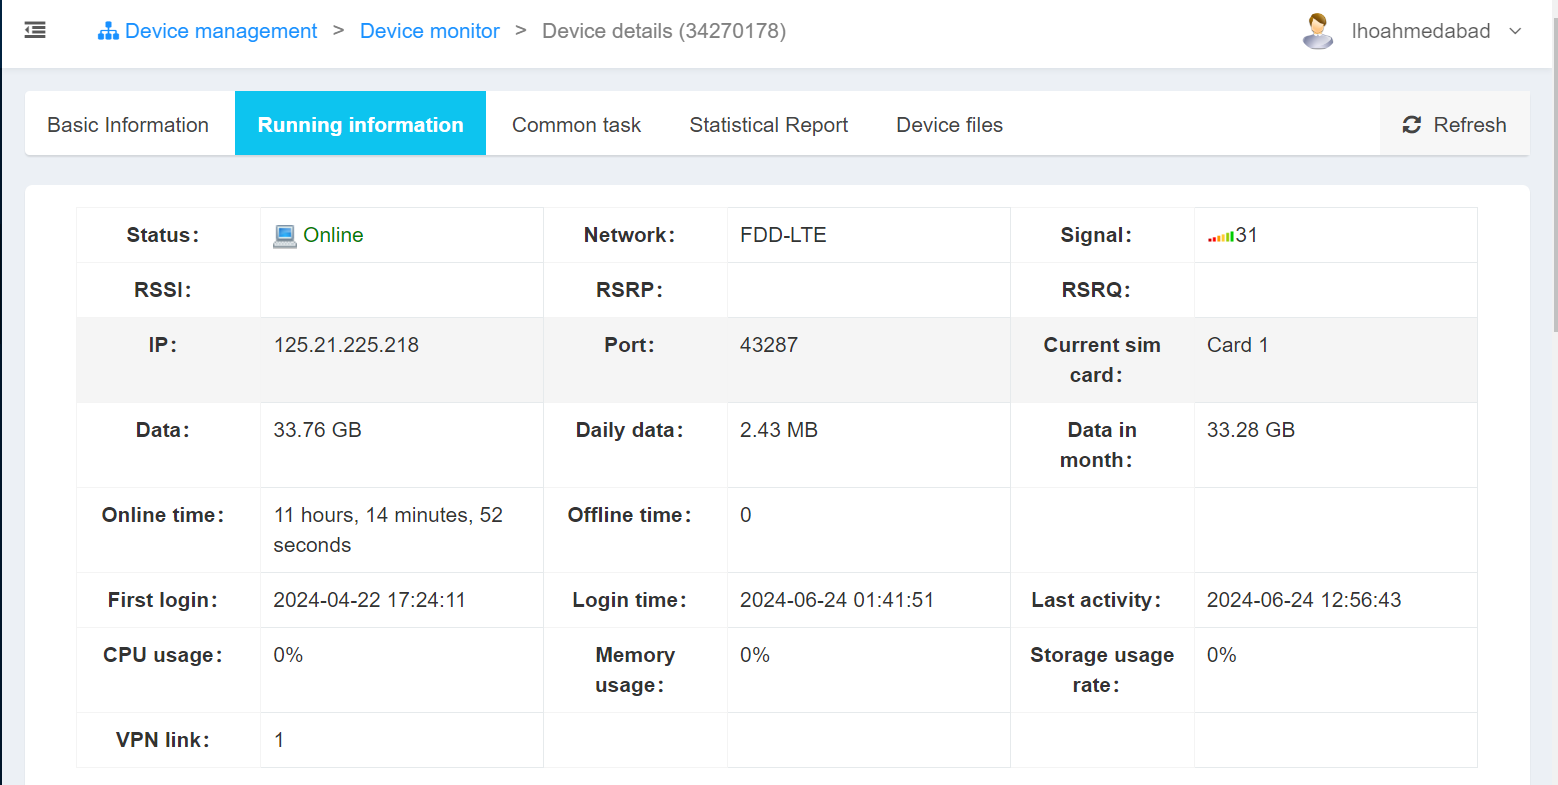 Device management > Device monitor > Device details (34270178)
lhoahmedabad
Basic Information Running information Common task Statistical Report Device files Refresh
Status: Online Network: FDD-LTE Signal: 31
RSSI: RSRP: RSRQ:
IP: 125.21.225.218 Port: 43287 Current sim card: Card 1
Data: 33.76 GB Daily data: 2.43 MB Data in month: 33.28 GB
Online time: 11 hours, 14 minutes, 52 seconds Offline time: 0
First login: 2024-04-22 17:24:11 Login time: 2024-06-24 01:41:51 Last activity: 2024-06-24 12:56:43
CPU usage: 0% Memory usage: 0% Storage usage rate: 0%
VPN link: 1